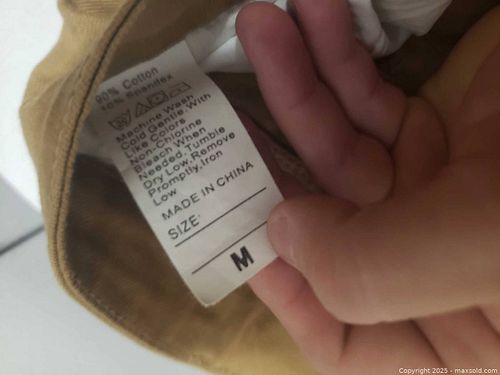 90% Cotton
10% Spandex
Machine Wash
Cold Gentle.With
Like Colors
Non-Chlorine
Bleach When
Needed.Tumble
Dry Low.Remove
Promptly.Iron
Low
MADE IN CHINA
SIZE:
M
Copyright 2025 - maxsold.com